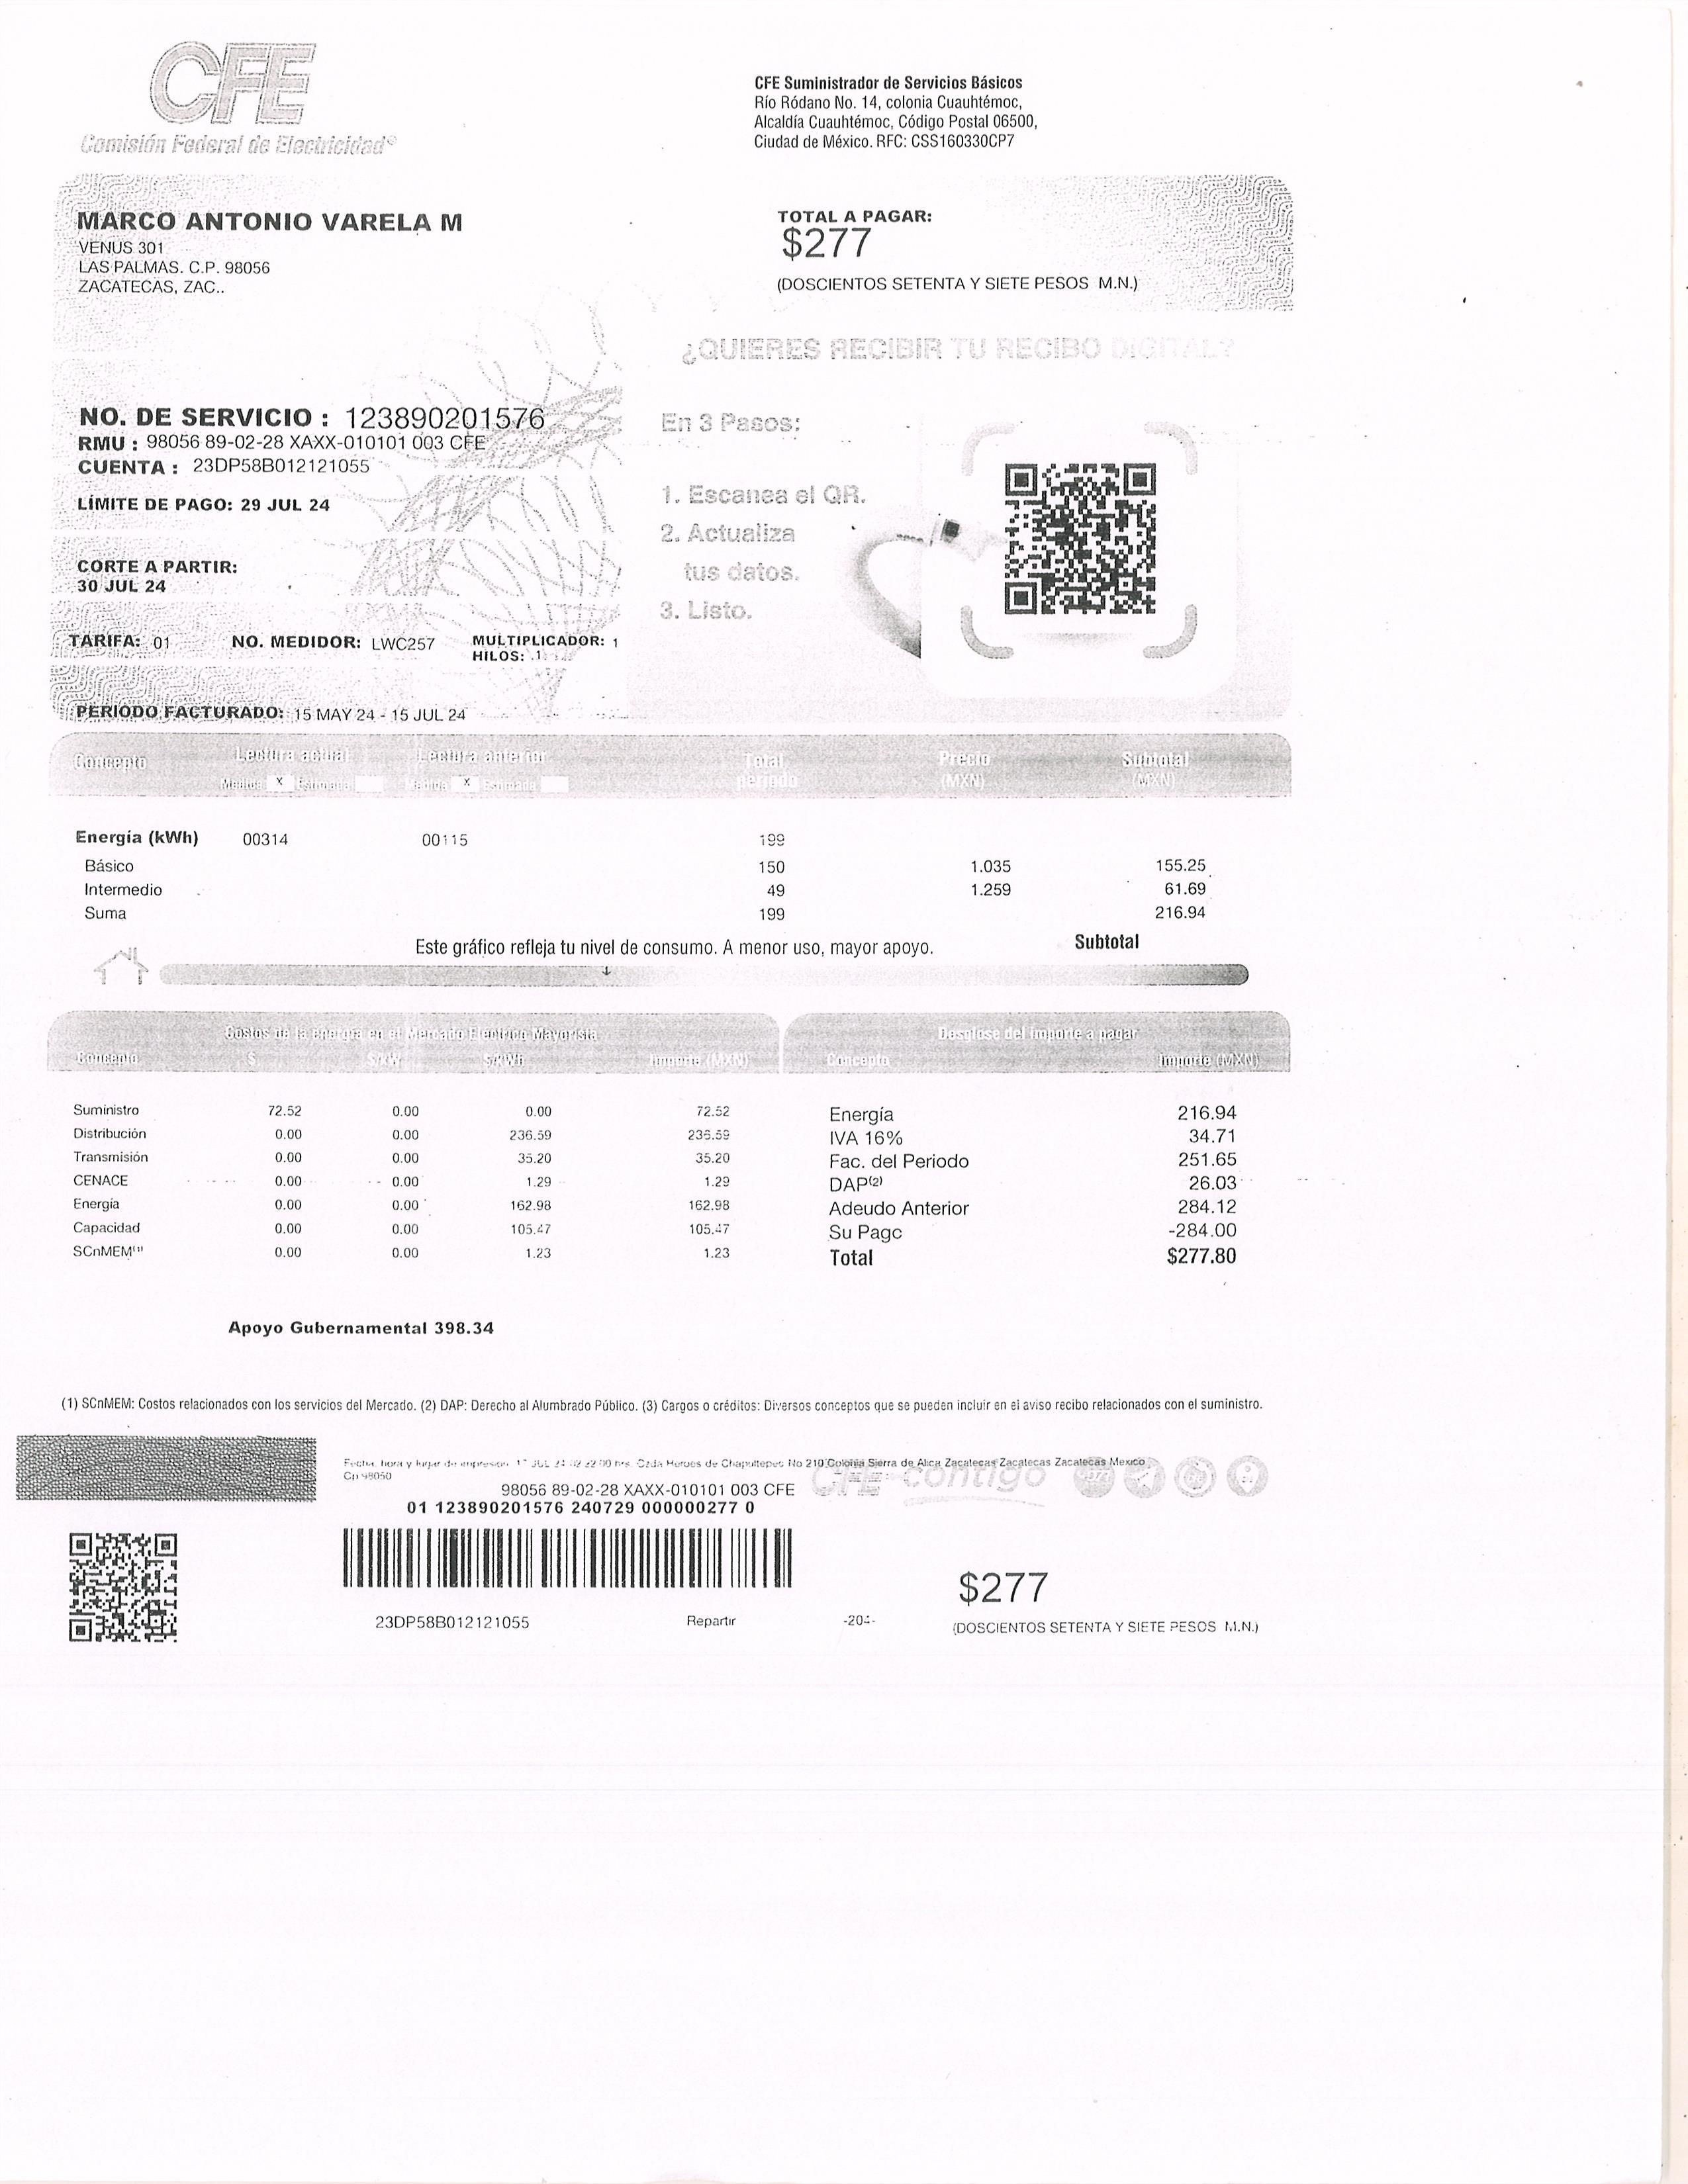 CFE
Comisión Federal de Electricidad®
CFE Suministrador de Servicios Básicos
Río Ródano No. 14, colonia Cuauhtémoc,
Alcaldía Cuauhtémoc, Código Postal 06500,
Ciudad de México. RFC: CSS160330CP7
MARCO ANTONIO VARELA M
VENUS 301
LAS PALMAS. C.P. 98056
ZACATECAS, ZAC..
TOTAL A PAGAR:
$277
(DOSCIENTOS SETENTA Y SIETE PESOS M.N.)
¿QUIERES RECIBIR TU RECIBO DIGITAL?
NO. DE SERVICIO : 123890201576
RMU : 98056 89-02-28 XAXX-010101 003 CFE
CUENTA : 23DP58B012121055
LÍMITE DE PAGO: 29 JUL 24
CORTE A PARTIR:
30 JUL 24
TARIFA: 01 NO. MEDIDOR: LWC257 MULTIPLICADOR: 1
HILOS: 1
PERIODO FACTURADO: 15 MAY 24 - 15 JUL 24
En 3 Pasos:
1. Escanea el QR.
2. Actualiza
tus datos.
3. Listo.
Concepto Lectura actual Lectura anterior Total periodo Precio (MXN) Subtotal (MXN)
Medida X Estimada Medida X Estimada
Energía (kWh) 00314 00115 199
Básico 150 1.035 155.25
Intermedio 49 1.259 61.69
Suma 199 216.94
Este gráfico refleja tu nivel de consumo. A menor uso, mayor apoyo. Subtotal
Costos de la energía en el Mercado Eléctrico Mayorista
Concepto $ $/kW $/kWh Importe (MXN)
Suministro 72.52 0.00 0.00 72.52
Distribución 0.00 0.00 236.59 236.59
Transmisión 0.00 0.00 35.20 35.20
CENACE 0.00 0.00 1.29 1.29
Energía 0.00 0.00 162.98 162.98
Capacidad 0.00 0.00 105.47 105.47
SCnMEM(1) 0.00 0.00 1.23 1.23
Desglose del importe a pagar
Concepto Importe (MXN)
Energía 216.94
IVA 16% 34.71
Fac. del Periodo 251.65
DAP(2) 26.03
Adeudo Anterior 284.12
Su Pago -284.00
Total $277.80
Apoyo Gubernamental 398.34
(1) SCnMEM: Costos relacionados con los servicios del Mercado. (2) DAP: Derecho al Alumbrado Público. (3) Cargos o créditos: Diversos conceptos que se pueden incluir en el aviso recibo relacionados con el suministro.
Fecha, hora y lugar de impresión: JUL 24 hrs. Czda Heroes de Chapultepec No 210 Colonia Sierra de Alica Zacatecas Zacatecas Zacatecas Mexico
Cp 98050
CFE contigo
98056 89-02-28 XAXX-010101 003 CFE
01 123890201576 240729 000000277 0
23DP58B012121055 Repartir
$277
(DOSCIENTOS SETENTA Y SIETE PESOS M.N.)